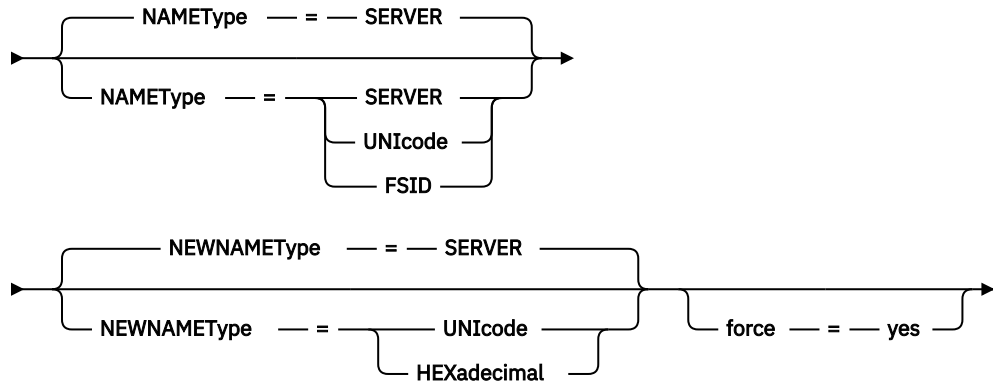 NAMEType = SERVER
NAMEType = SERVER
UNIcode
FSID
NEWNAMEType = SERVER
NEWNAMEType = UNIcode
force = yes
HEXadecimal